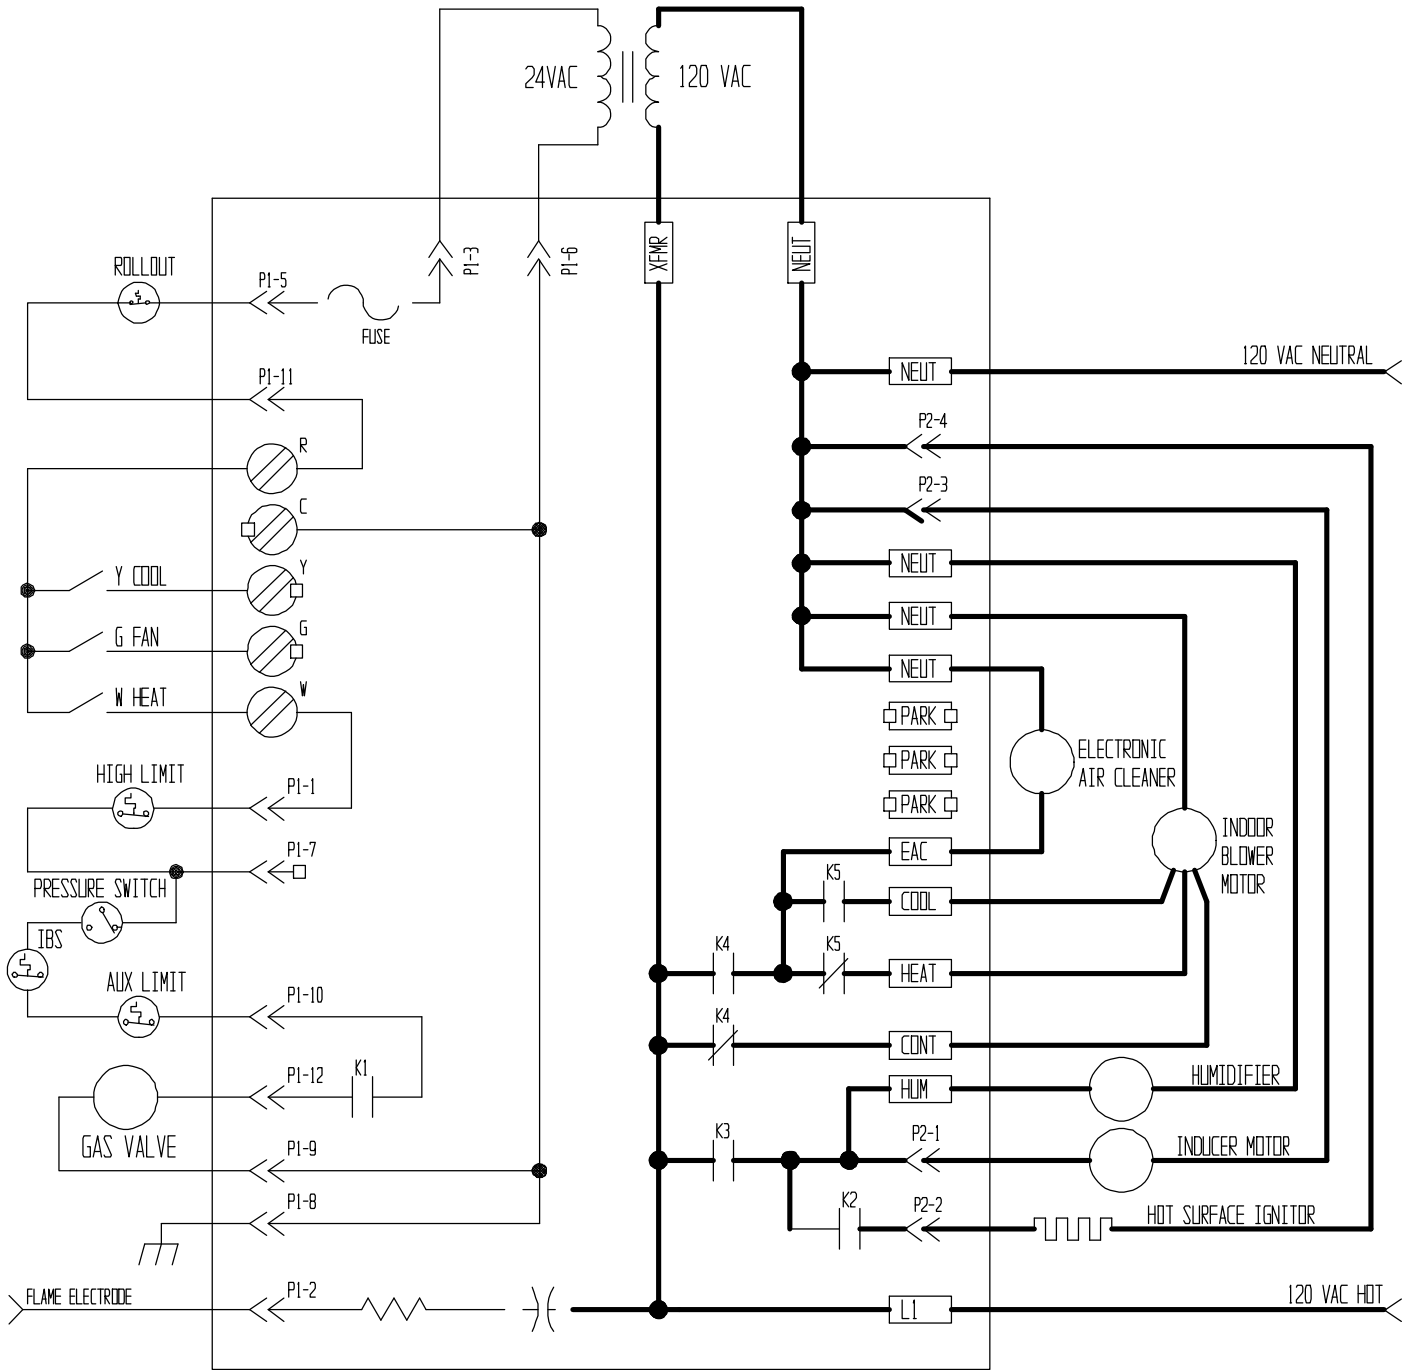 24VAC
120 VAC
XFMR
NEUT
P1-3
P1-6
ROLLOUT
P1-5
FUSE
P1-11
R
C
Y COOL
Y
G FAN
G
W HEAT
W
HIGH LIMIT
P1-1
P1-7
PRESSURE SWITCH
IBS
AUX LIMIT
P1-10
K1
P1-12
GAS VALVE
P1-9
P1-8
P1-2
FLAME ELECTRODE
NEUT
120 VAC NEUTRAL
P2-4
P2-3
NEUT
NEUT
NEUT
PARK
PARK
PARK
ELECTRONIC
AIR CLEANER
EAC
K5
COOL
INDOOR
BLOWER
MOTOR
K4
K5
HEAT
K4
CONT
HUM
HUMIDIFIER
K3
P2-1
INDUCER MOTOR
K2
P2-2
HOT SURFACE IGNITOR
L1
120 VAC HOT